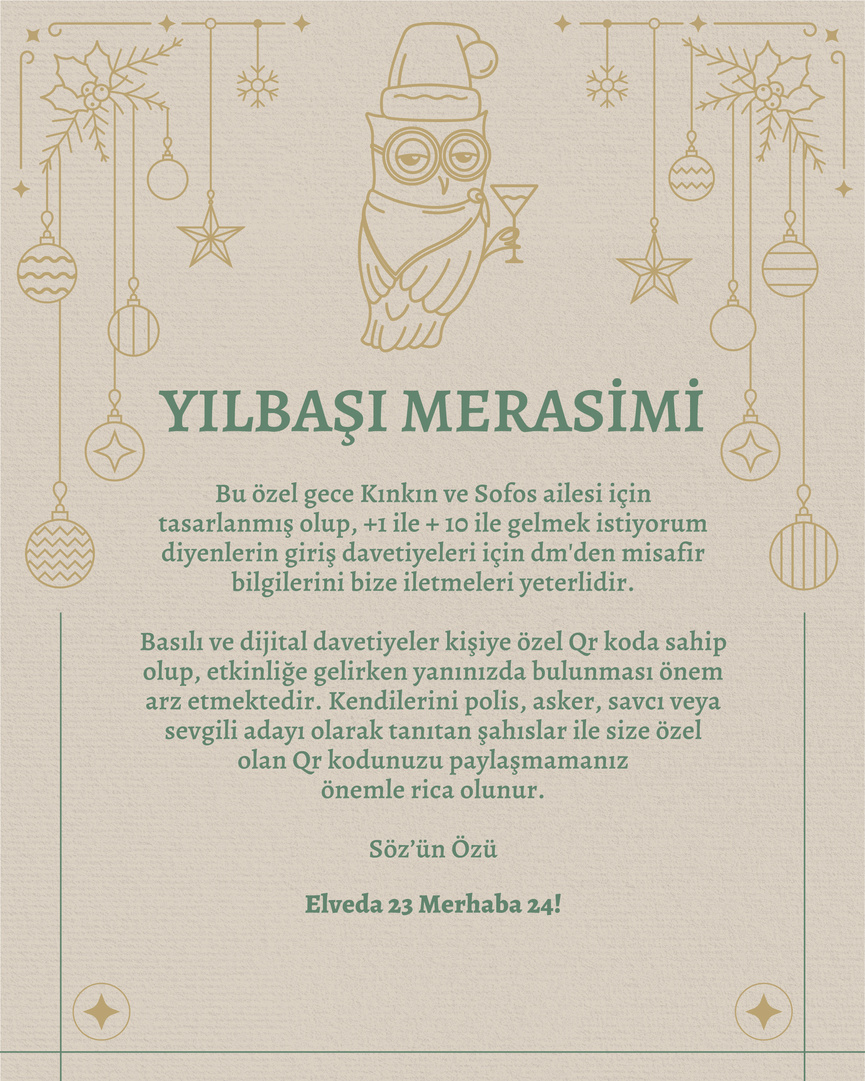 YILBAŞI MERASİMİ
Bu özel gece Kınkın ve Sofos ailesi için
tasarlanmış olup, +1 ile + 10 ile gelmek istiyorum
diyenlerin giriş davetiyeleri için dm'den misafir
bilgilerini bize iletmeleri yeterlidir.
Basılı ve dijital davetiyeler kişiye özel Qr koda sahip
olup, etkinliğe gelirken yanınızda bulunması önem
arz etmektedir. Kendilerini polis, asker, savcı veya
sevgili adayı olarak tanıtan şahıslar ile size özel
olan Qr kodunuzu paylaşmamanız
önemle rica olunur.
Söz’ün Özü
Elveda 23 Merhaba 24!